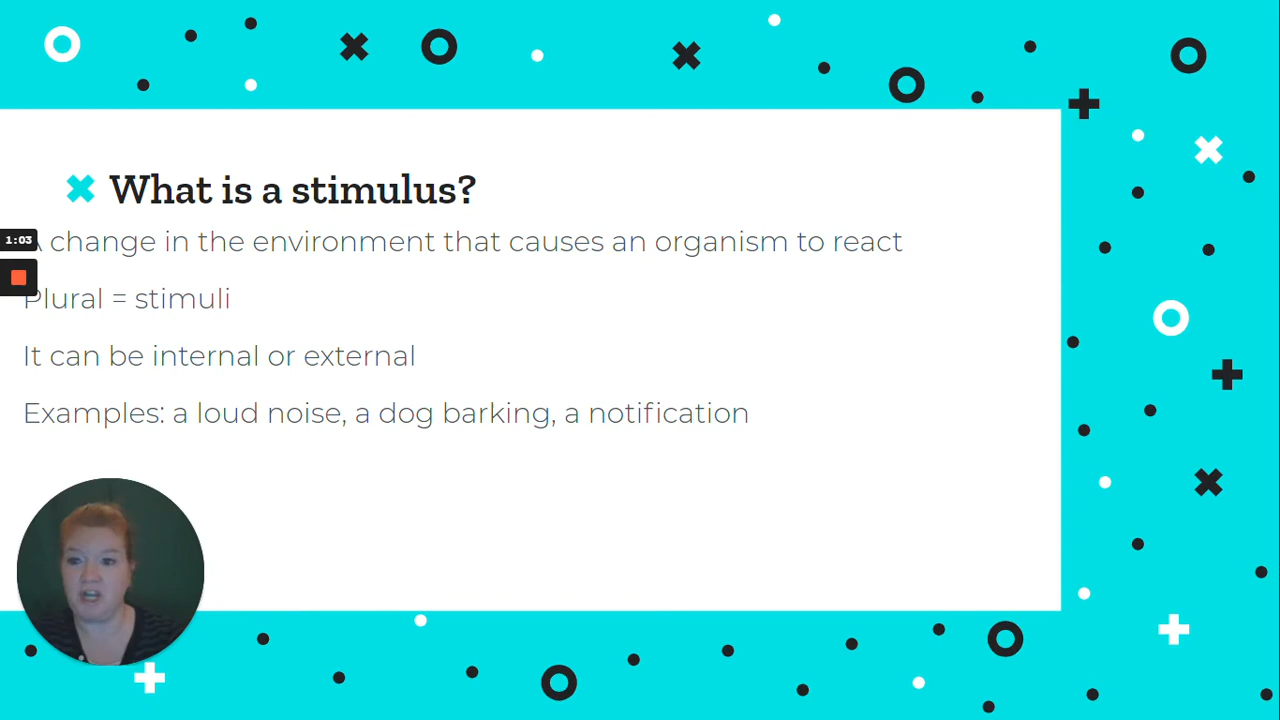 What is a stimulus?
A change in the environment that causes an organism to react
1:03
Plural = stimuli
It can be internal or external
Examples: a loud noise, a dog barking, a notification